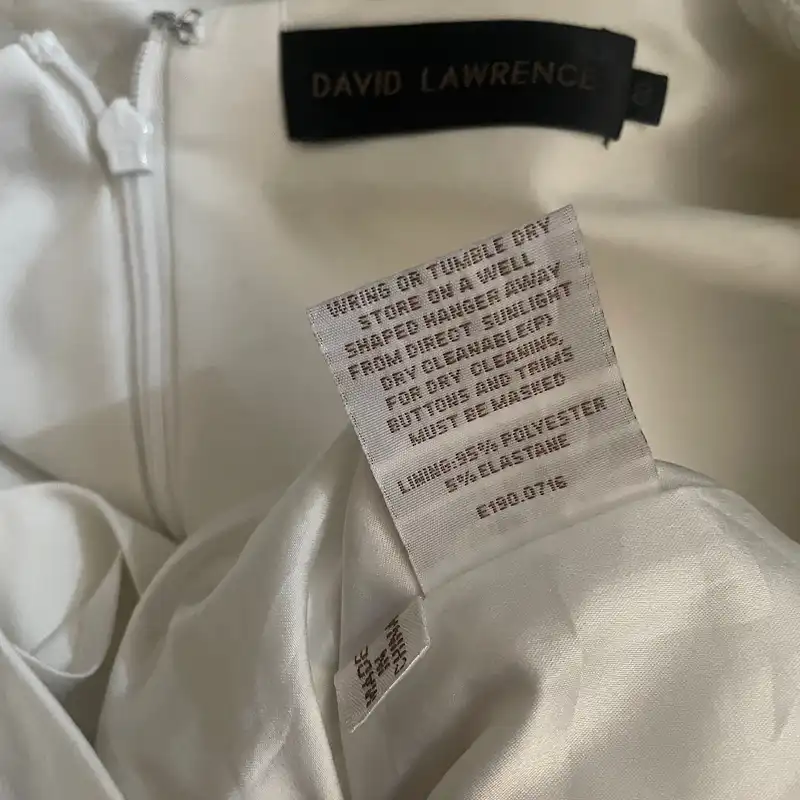 DAVID LAWRENCE
WRING OR TUMBLE DRY
STORE ON A WELL
SHAPED HANGER AWAY
FROM DIRECT SUNLIGHT
DRY CLEANABLE(P)
FOR DRY CLEANING,
BUTTONS AND TRIMS
MUST BE MASKED
LINING:95% POLYESTER
5% ELASTANE
E190.0716
MADE
IN
CHINA